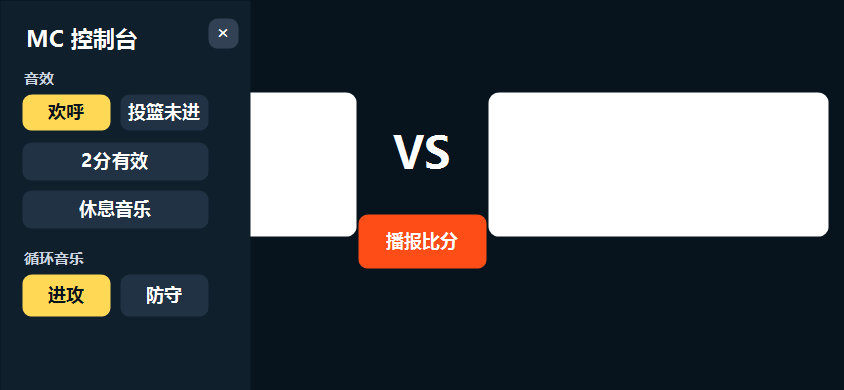 MC 控制台
×
音效
欢呼 投篮未进
2分有效
休息音乐
循环音乐
进攻 防守
VS
播报比分